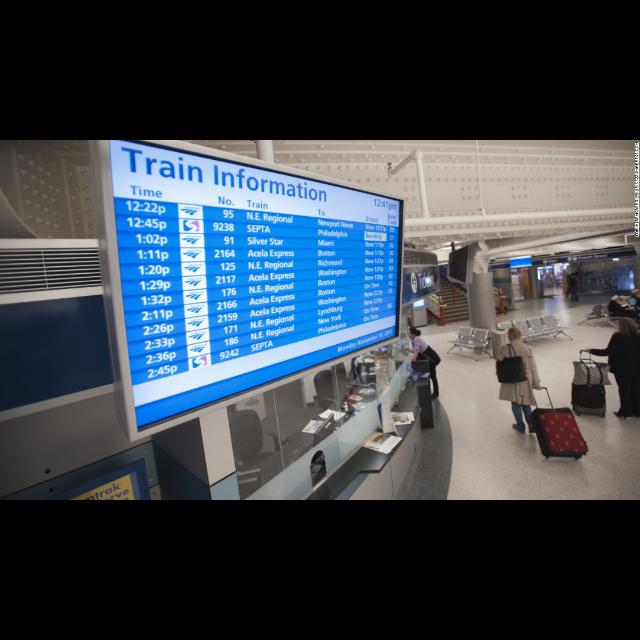 Train Information 12:41pm
Time No. Train To Status
12:22p 95 N.E. Regional Newport News
12:45p 9238 SEPTA Philadelphia
1:02p 91 Silver Star Miami
1:11p 2164 Acela Express Boston
1:20p 125 N.E. Regional Richmond
1:29p 2117 Acela Express Washington
1:32p 176 N.E. Regional Boston
2:11p 2166 Acela Express Boston
2:26p 2159 Acela Express Washington
2:33p 171 N.E. Regional Lynchburg
2:36p 186 N.E. Regional New York
2:45p 9242 SEPTA Philadelphia
Monday November